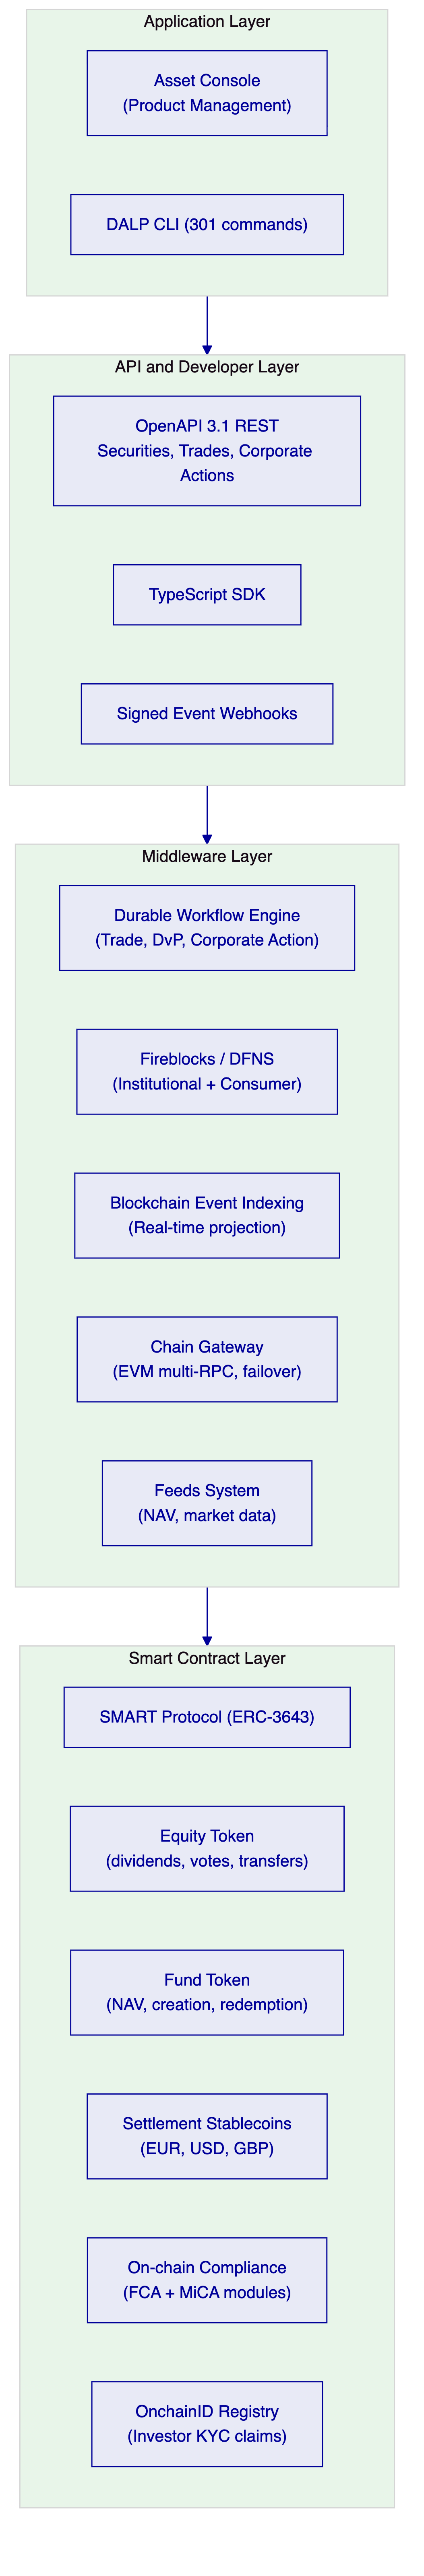 Application Layer
Asset Console
(Product Management)
DALP CLI (301 commands)
API and Developer Layer
OpenAPI 3.1 REST
Securities, Trades, Corporate
Actions
TypeScript SDK
Signed Event Webhooks
Middleware Layer
Durable Workflow Engine
(Trade, DvP, Corporate Action)
Fireblocks / DFNS
(Institutional + Consumer)
Blockchain Event Indexing
(Real-time projection)
Chain Gateway
(EVM multi-RPC, failover)
Feeds System
(NAV, market data)
Smart Contract Layer
SMART Protocol (ERC-3643)
Equity Token
(dividends, votes, transfers)
Fund Token
(NAV, creation, redemption)
Settlement Stablecoins
(EUR, USD, GBP)
On-chain Compliance
(FCA + MiCA modules)
OnchainID Registry
(Investor KYC claims)